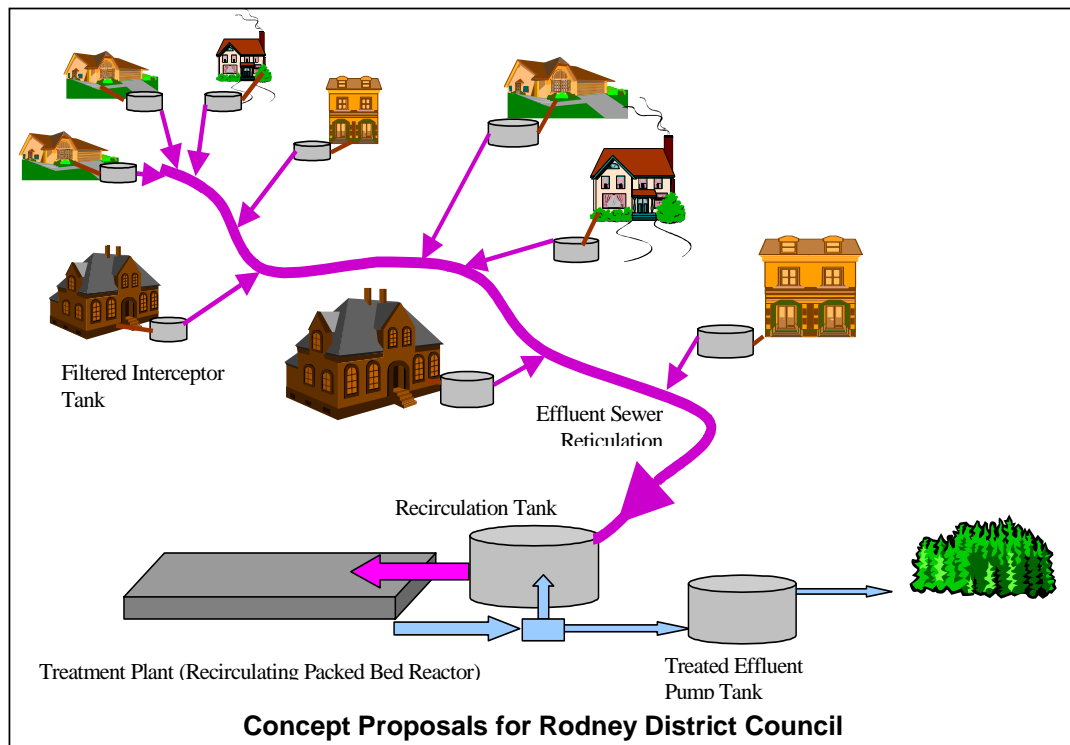 Filtered Interceptor
Tank
Effluent Sewer
Reticulation
Recirculation Tank
Treatment Plant (Recirculating Packed Bed Reactor)
Treated Effluent
Pump Tank
Concept Proposals for Rodney District Council